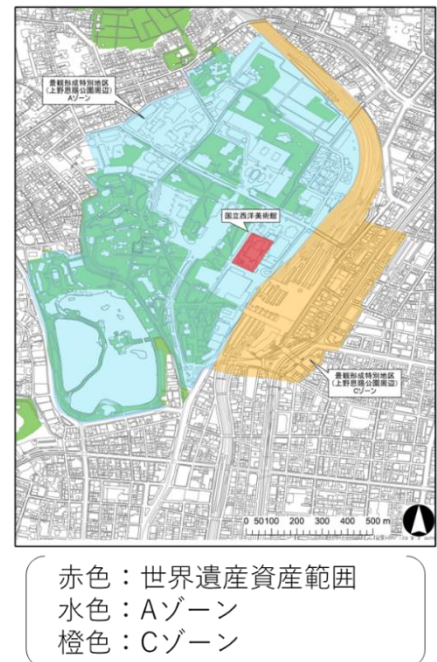 景観形成特別地区
(上野恩賜公園周辺)
Aゾーン
国立西洋美術館
景観形成特別地区
(上野恩賜公園周辺)
Cゾーン
0 50 100 200 300 400 500 m
赤色：世界遺産資産範囲
水色：Aゾーン
橙色：Cゾーン